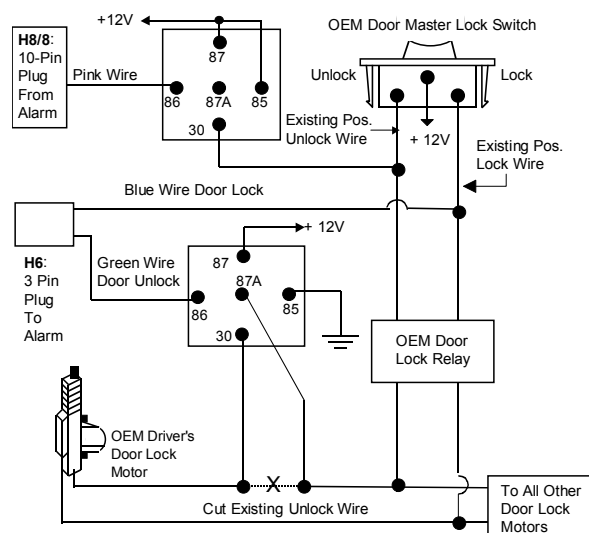 H8/8:
10-Pin
Plug
From
Alarm
+12V
Pink Wire
87
86
87A
85
30
OEM Door Master Lock Switch
Unlock
Lock
+ 12V
Existing Pos.
Unlock Wire
Existing Pos.
Lock Wire
Blue Wire Door Lock
H6:
3 Pin
Plug
To
Alarm
Green Wire
Door Unlock
+ 12V
87
87A
86
85
30
OEM Door
Lock Relay
OEM Driver's
Door Lock
Motor
X
Cut Existing Unlock Wire
To All Other
Door Lock
Motors